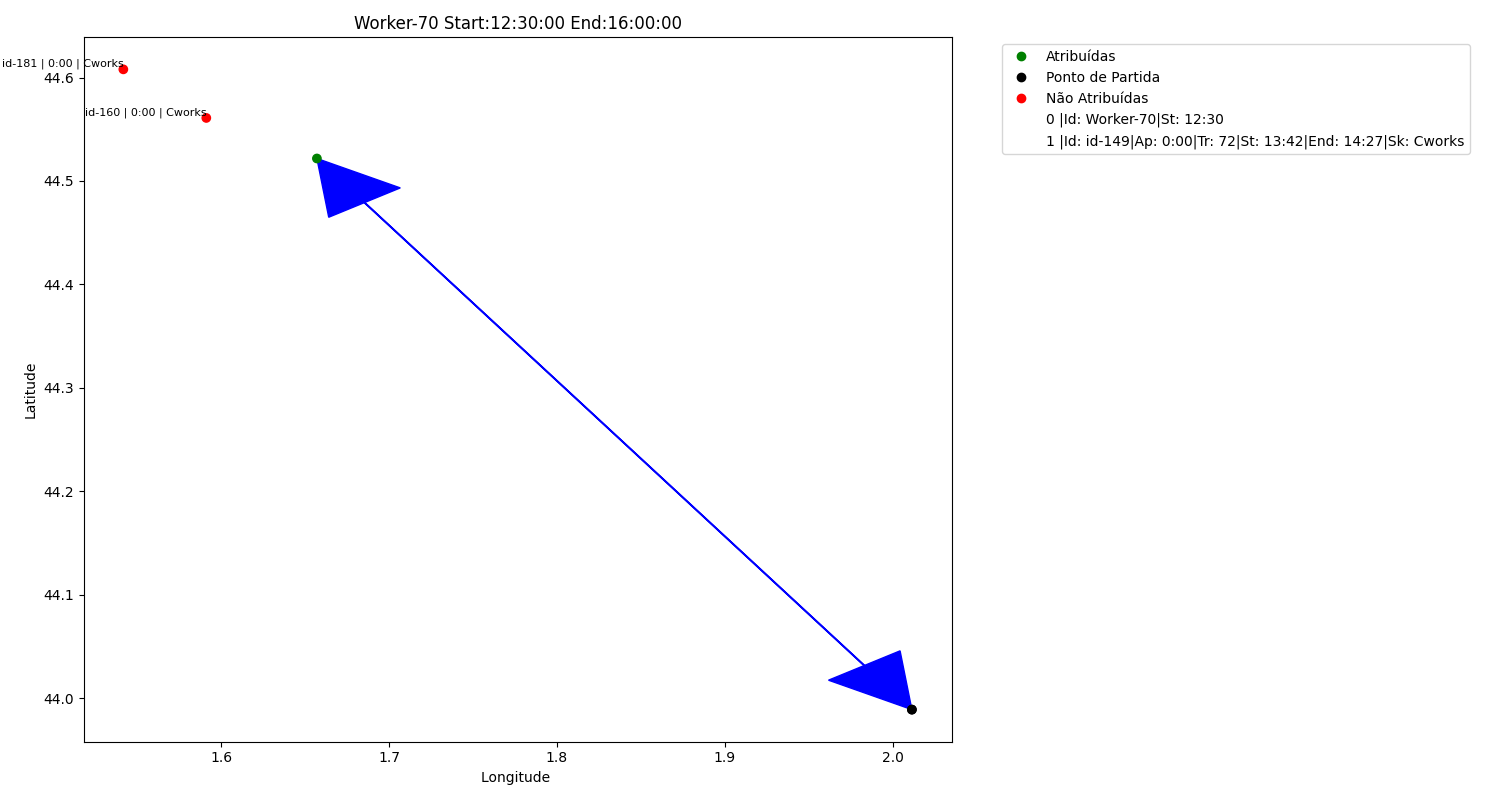 Worker-70 Start:12:30:00 End:16:00:00
id-181 | 0:00 | Cworks
id-160 | 0:00 | Cworks
44.6
44.5
44.4
44.3
44.2
44.1
44.0
Latitude
1.6
1.7
1.8
1.9
2.0
Longitude
Atribuídas
Ponto de Partida
Não Atribuídas
0 |Id: Worker-70|St: 12:30
1 |Id: id-149|Ap: 0:00|Tr: 72|St: 13:42|End: 14:27|Sk: Cworks